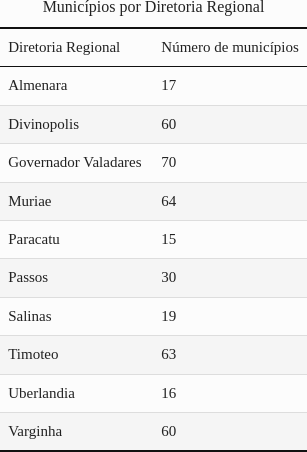 Municípios por Diretoria Regional
Diretoria Regional Número de municípios
Almenara 17
Divinopolis 60
Governador Valadares 70
Muriae 64
Paracatu 15
Passos 30
Salinas 19
Timoteo 63
Uberlandia 16
Varginha 60